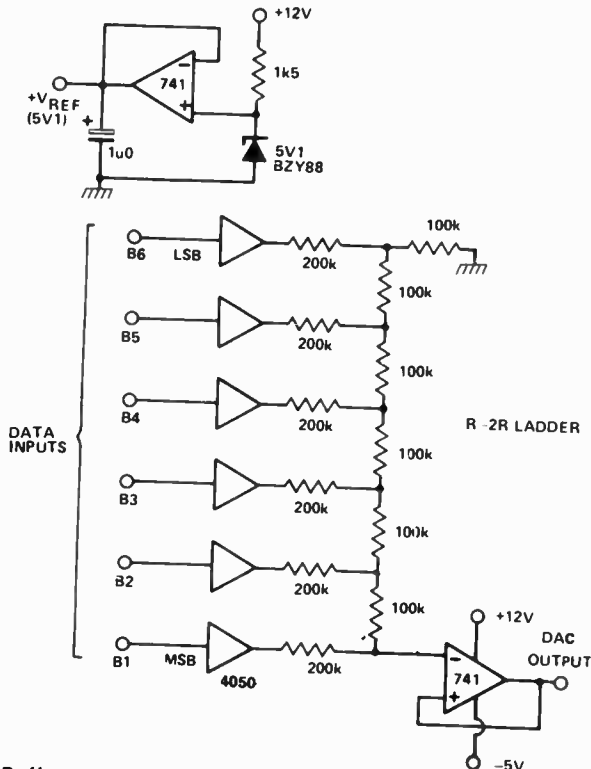 +12V
741
1k5
+VREF
(5V1)
1u0
5V1
BZY88
B6 LSB
200k
100k
100k
B5
200k
100k
B4
200k
DATA
INPUTS
R-2R LADDER
100k
B3
200k
100k
B2
200k
100k
B1 MSB
4050
200k
+12V
741
DAC
OUTPUT
-5V